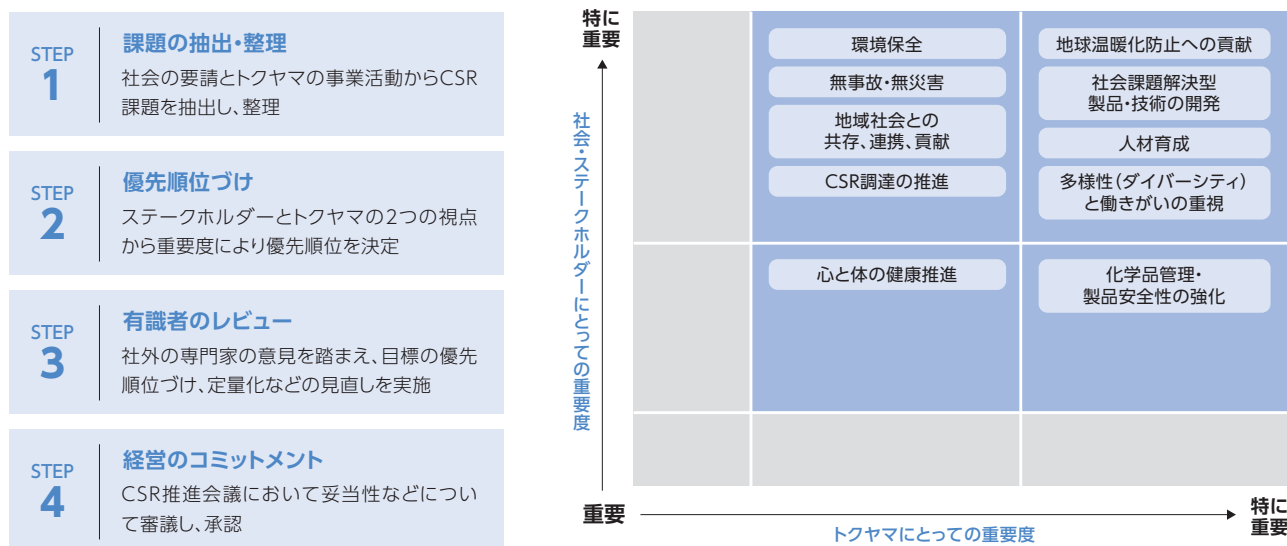 STEP
1
課題の抽出・整理
社会の要請とトクヤマの事業活動からCSR
課題を抽出し、整理
STEP
2
優先順位づけ
ステークホルダーとトクヤマの2つの視点
から重要度により優先順位を決定
STEP
3
有識者のレビュー
社外の専門家の意見を踏まえ、目標の優先
順位づけ、定量化などの見直しを実施
STEP
4
経営のコミットメント
CSR推進会議において妥当性などについ
て審議し、承認
特に
重要
社会・ステークホルダーにとっての重要度
環境保全
無事故・無災害
地域社会との
共存、連携、貢献
CSR調達の推進
地球温暖化防止への貢献
社会課題解決型
製品・技術の開発
人材育成
多様性（ダイバーシティ）
と働きがいの重視
心と体の健康推進
化学品管理・
製品安全性の強化
重要
トクヤマにとっての重要度
特に
重要